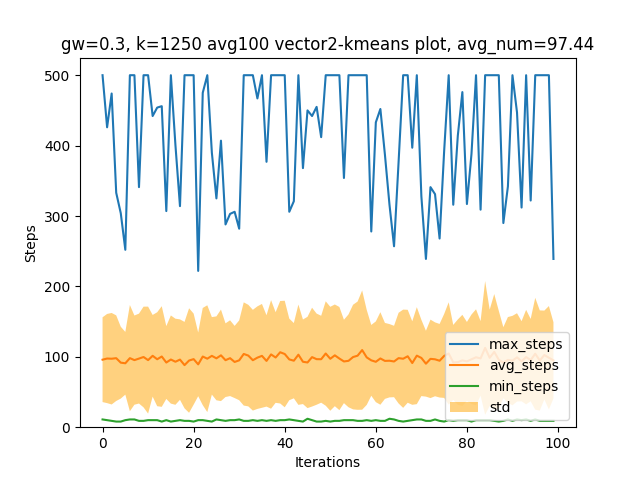 gw=0.3, k=1250 avg100 vector2-kmeans plot, avg_num=97.44
500
400
300
200
100
0
Steps
0
20
40
60
80
100
Iterations
max_steps
avg_steps
min_steps
std